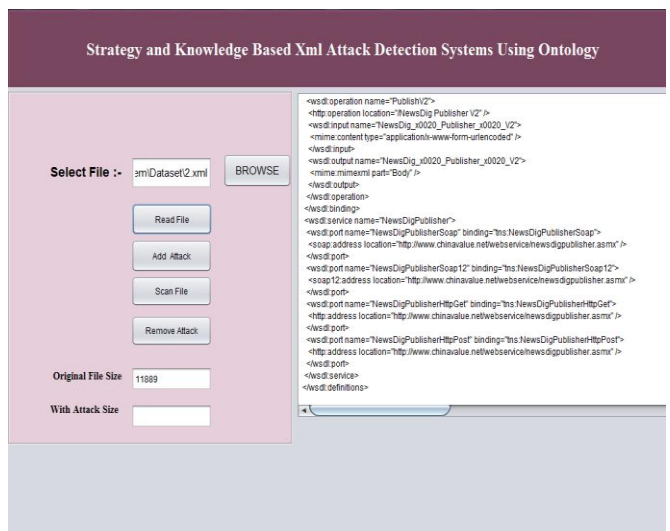 Strategy and Knowledge Based Xml Attack Detection Systems Using Ontology
Select File :-
em\Dataset\2.xml
BROWSE
Read File
Add Attack
Scan File
Remove Attack
Original File Size
11889
With Attack Size
<wsdl:operation name="PublishV2">
<http:operation location="/NewsDig Publisher V2" />
<wsdl:input name="NewsDig_x0020_Publisher_x0020_V2">
<mime:content type="application/x-www-form-urlencoded" />
</wsdl:input>
<wsdl:output name="NewsDig_x0020_Publisher_x0020_V2">
<mime:mimexml part="Body" />
</wsdl:output>
</wsdl:operation>
</wsdl:binding>
<wsdl:service name="NewsDigPublisher">
<wsdl:port name="NewsDigPublisherSoap" binding="tns:NewsDigPublisherSoap">
<soap:address location="http://www.chinavalue.net/webservice/newsdigpublisher.asmx" />
</wsdl:port>
<wsdl:port name="NewsDigPublisherSoap12" binding="tns:NewsDigPublisherSoap12">
<soap12:address location="http://www.chinavalue.net/webservice/newsdigpublisher.asmx" />
</wsdl:port>
<wsdl:port name="NewsDigPublisherHttpGet" binding="tns:NewsDigPublisherHttpGet">
<http:address location="http://www.chinavalue.net/webservice/newsdigpublisher.asmx" />
</wsdl:port>
<wsdl:port name="NewsDigPublisherHttpPost" binding="tns:NewsDigPublisherHttpPost">
<http:address location="http://www.chinavalue.net/webservice/newsdigpublisher.asmx" />
</wsdl:port>
</wsdl:service>
</wsdl:definitions>